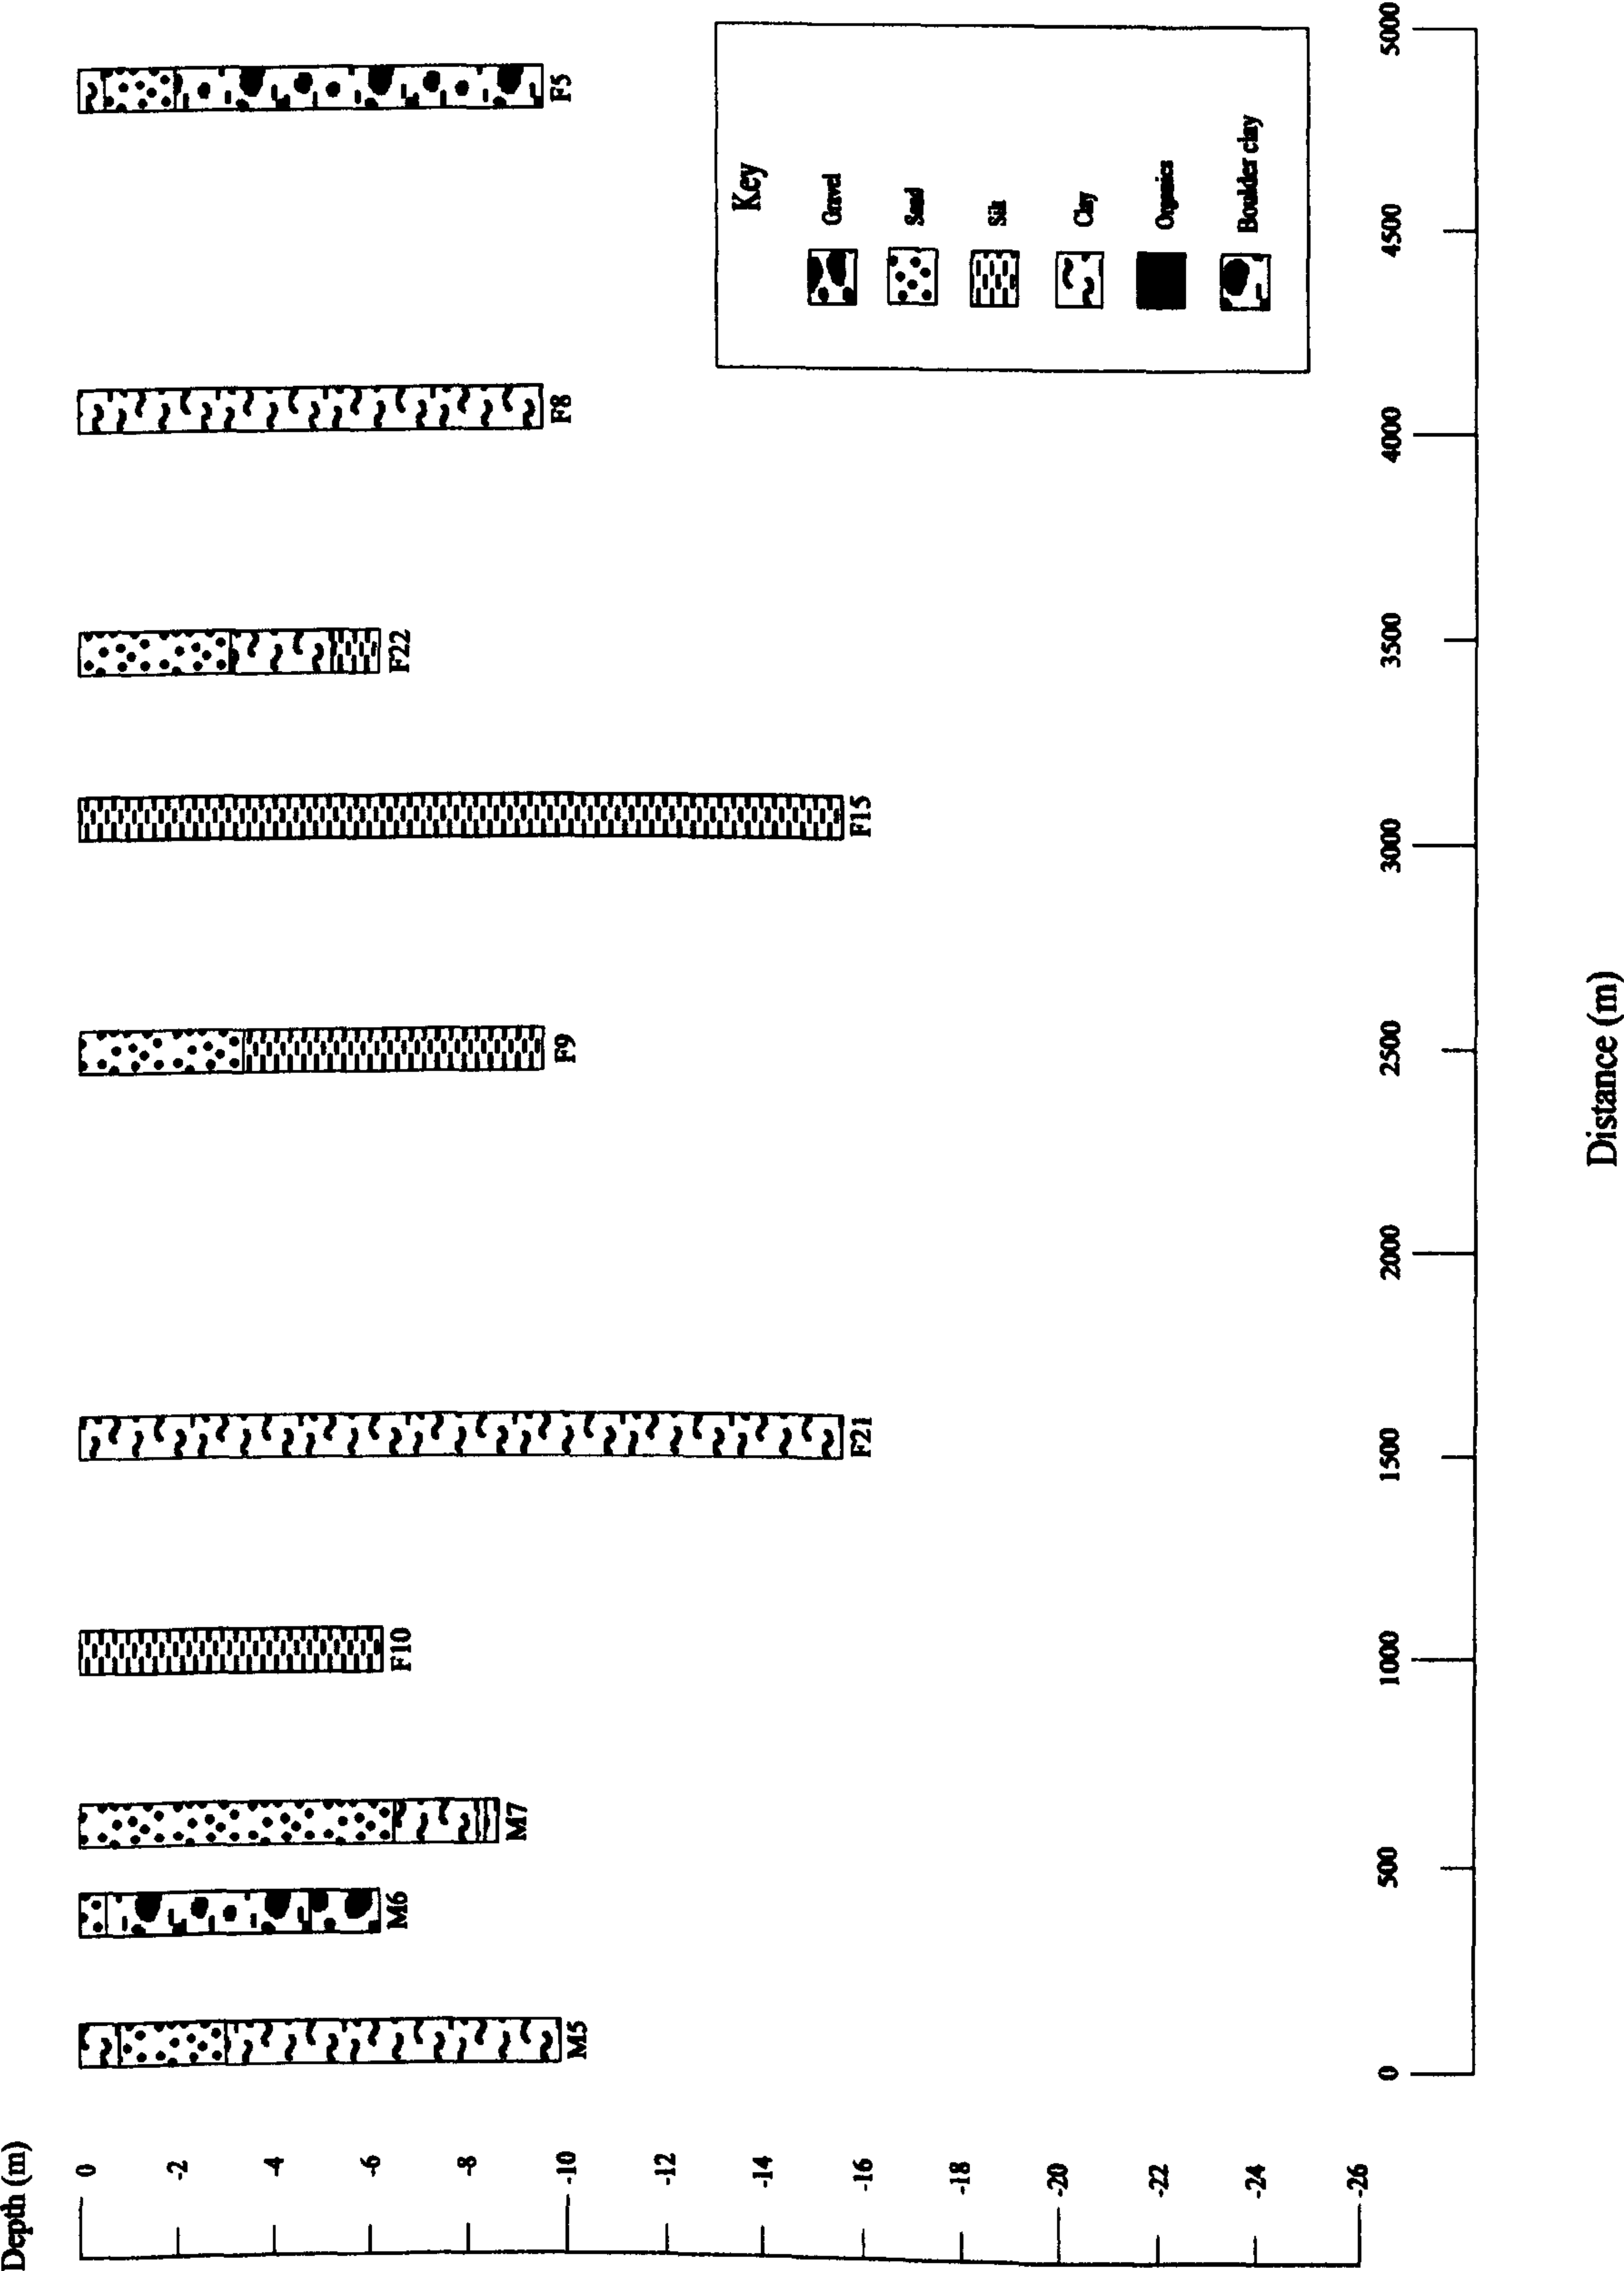 Depth (m)
0
-2
-4
-6
-8
-10
-12
-14
-16
-18
-20
-22
-24
-26
M5
M6
M7
F10
F21
F9
F15
F22
F8
F5
Key
Gravel
Sand
Silt
Clay
Organics
Boulder clay
0
500
1000
1500
2000
2500
3000
3500
4000
4500
5000
Distance (m)